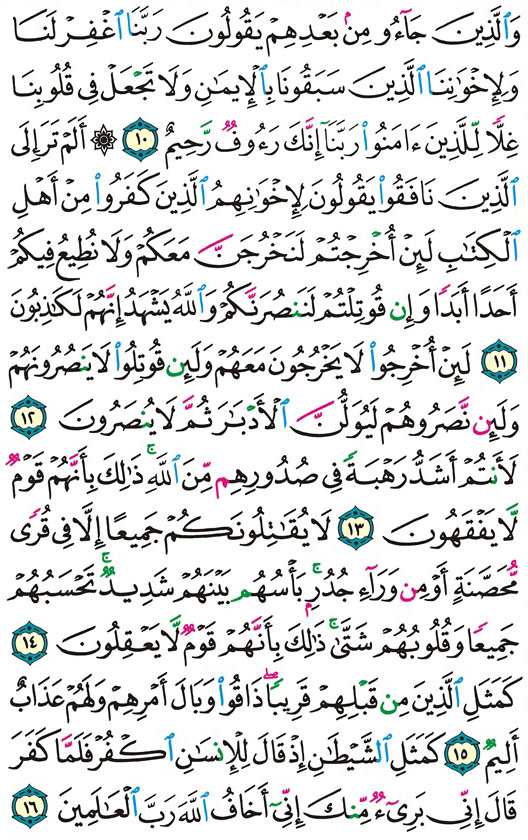 وَٱلَّذِينَ جَآءُو مِنۢ بَعۡدِهِمۡ يَقُولُونَ رَبَّنَا ٱغۡفِرۡ لَنَا
وَلِإِخۡوَٰنِنَا ٱلَّذِينَ سَبَقُونَا بِٱلۡإِيمَٰنِ وَلَا تَجۡعَلۡ فِي قُلُوبِنَا
غِلّٗا لِّلَّذِينَ ءَامَنُواْ رَبَّنَآ إِنَّكَ رَءُوفٞ رَّحِيمٌ ١٠ ۞ أَلَمۡ تَرَ إِلَى
ٱلَّذِينَ نَافَقُواْ يَقُولُونَ لِإِخۡوَٰنِهِمُ ٱلَّذِينَ كَفَرُواْ مِنۡ أَهۡلِ
ٱلۡكِتَٰبِ لَئِنۡ أُخۡرِجۡتُمۡ لَنَخۡرُجَنَّ مَعَكُمۡ وَلَا نُطِيعُ فِيكُمۡ
أَحَدًا أَبَدٗا وَإِن قُوتِلۡتُمۡ لَنَنصُرَنَّكُمۡ وَٱللَّهُ يَشۡهَدُ إِنَّهُمۡ لَكَٰذِبُونَ
١١ لَئِنۡ أُخۡرِجُواْ لَا يَخۡرُجُونَ مَعَهُمۡ وَلَئِن قُوتِلُواْ لَا يَنصُرُونَهُمۡ
وَلَئِن نَّصَرُوهُمۡ لَيُوَلُّنَّ ٱلۡأَدۡبَٰرَ ثُمَّ لَا يُنصَرُونَ ١٢
لَأَنتُمۡ أَشَدُّ رَهۡبَةٗ فِي صُدُورِهِم مِّنَ ٱللَّهِۚ ذَٰلِكَ بِأَنَّهُمۡ قَوۡمٞ
لَّا يَفۡقَهُونَ ١٣ لَا يُقَٰتِلُونَكُمۡ جَمِيعًا إِلَّا فِي قُرٗى
مُّحَصَّنَةٍ أَوۡ مِن وَرَآءِ جُدُرِۭۚ بَأۡسُهُم بَيۡنَهُمۡ شَدِيدٞۚ تَحۡسَبُهُمۡ
جَمِيعٗا وَقُلُوبُهُمۡ شَتَّىٰۚ ذَٰلِكَ بِأَنَّهُمۡ قَوۡمٞ لَّا يَعۡقِلُونَ ١٤
كَمَثَلِ ٱلَّذِينَ مِن قَبۡلِهِمۡ قَرِيبٗاۖ ذَاقُواْ وَبَالَ أَمۡرِهِمۡ وَلَهُمۡ عَذَابٌ
أَلِيمٞ ١٥ كَمَثَلِ ٱلشَّيۡطَٰنِ إِذۡ قَالَ لِلۡإِنسَٰنِ ٱكۡفُرۡ فَلَمَّا كَفَرَ
قَالَ إِنِّي بَرِيٓءٞ مِّنكَ إِنِّيٓ أَخَافُ ٱللَّهَ رَبَّ ٱلۡعَٰلَمِينَ ١٦